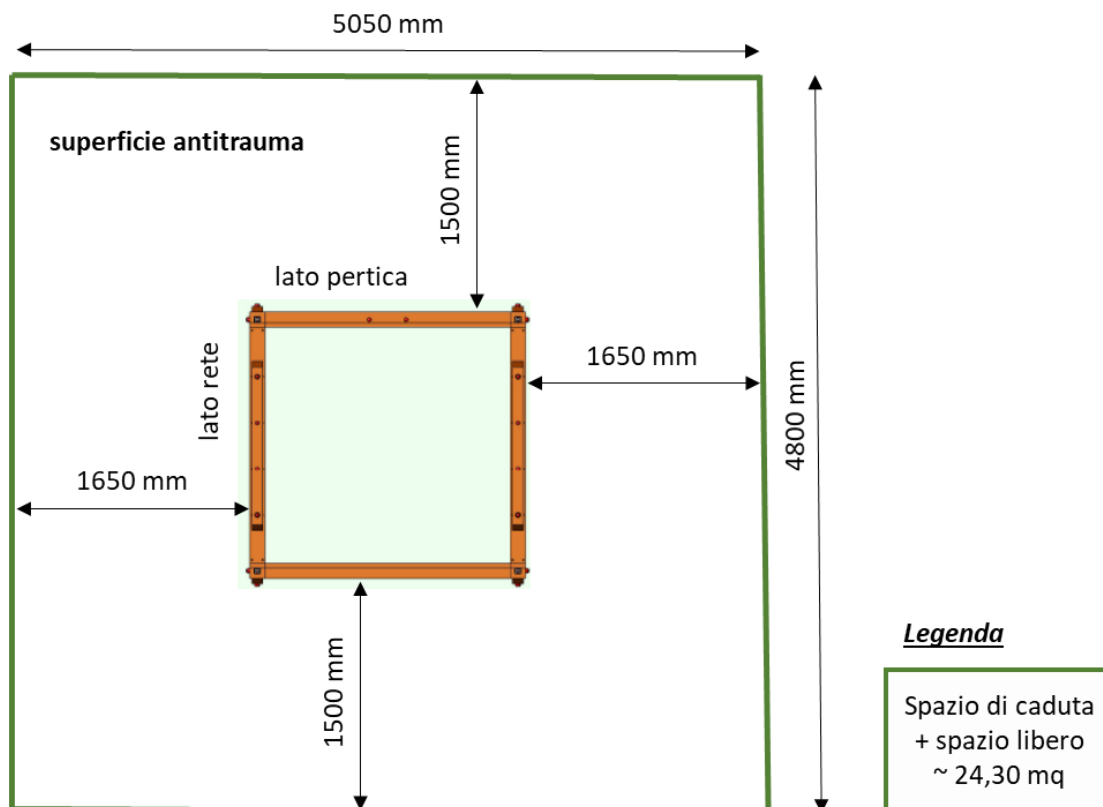 5050 mm
superficie antitrauma
1500 mm
lato pertica
lato rete
1650 mm
4800 mm
1650 mm
1500 mm
Legenda
Spazio di caduta
+ spazio libero
~ 24,30 mq